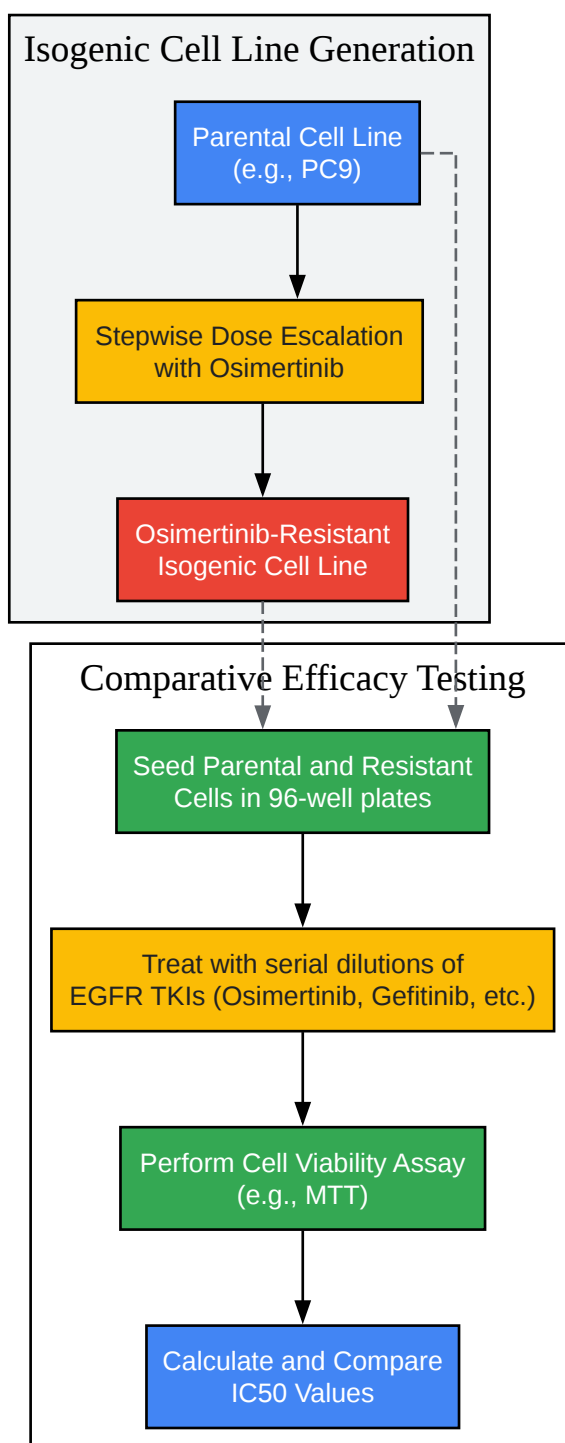 Isogenic Cell Line Generation
Parental Cell Line
(e.g., PC9)
Stepwise Dose Escalation
with Osimertinib
Osimertinib-Resistant
Isogenic Cell Line
Comparative Efficacy Testing
Seed Parental and Resistant
Cells in 96-well plates
Treat with serial dilutions of
EGFR TKIs (Osimertinib, Gefitinib, etc.)
Perform Cell Viability Assay
(e.g., MTT)
Calculate and Compare
IC50 Values